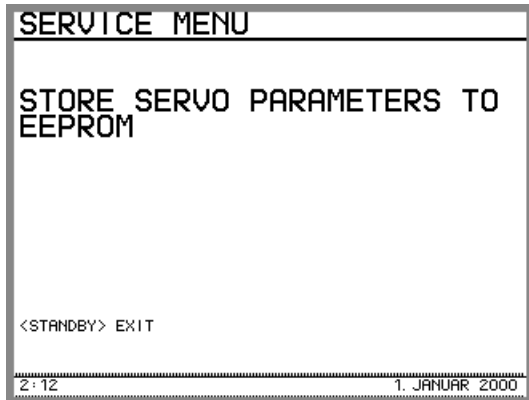 SERVICE MENU
STORE SERVO PARAMETERS TO
EEPROM
<STANDBY> EXIT
2:12 1. JANUAR 2000